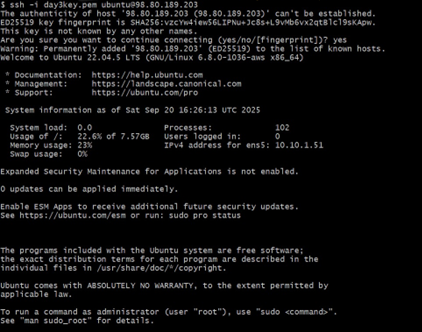 $ ssh -i day3key.pem ubuntu@98.80.189.203
The authenticity of host '98.80.189.203 (98.80.189.203)' can't be established.
ED25519 key fingerprint is
This key is not known by any other names.
Are you sure you want to continue connecting (yes/no/[fingerprint])? yes
Warning: Permanently added '98.80.189.203' (ED25519) to the list of known hosts.
Welcome to Ubuntu 22.04.5 LTS (GNU/Linux 6.8.0-1036-aws x86_64)
* Documentation: https://help.ubuntu.com
* Management: https://landscape.canonical.com
* Support: https://ubuntu.com/pro
System information as of Sat Sep 20 16:26:13 UTC 2025
System load: 0.0 Processes: 102
Usage of /: 22.6% of 7.57GB Users logged in: 0
Memory usage: 23% IPv4 address for ens5: 10.10.1.51
Swap usage: 0%
Expanded Security Maintenance for Applications is not enabled.
0 updates can be applied immediately.
Enable ESM Apps to receive additional future security updates.
See https://ubuntu.com/esm or run: sudo pro status
The programs included with the Ubuntu system are free software;
the exact distribution terms for each program are described in the
individual files in /usr/share/doc/*/copyright.
Ubuntu comes with ABSOLUTELY NO WARRANTY, to the extent permitted by
applicable law.
To run a command as administrator (user "root"), use "sudo <command>".
See "man sudo_root" for details.